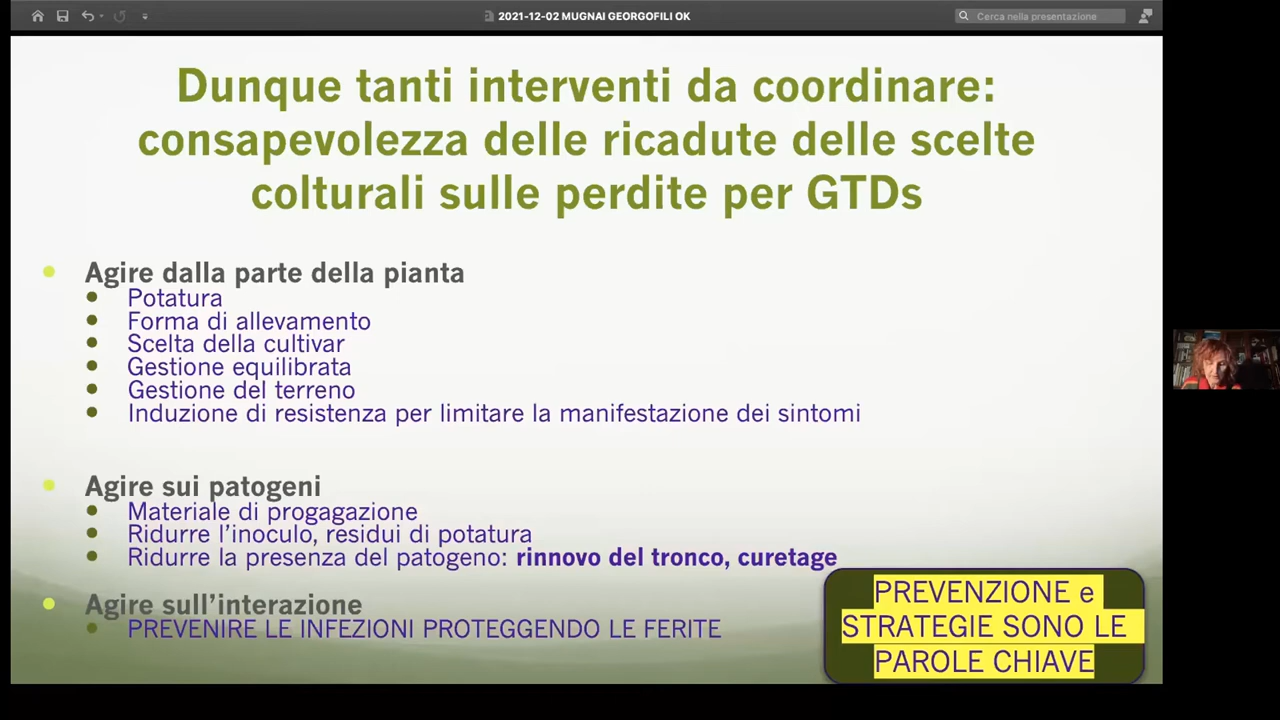 2021-12-02 MUGNAI GEORGOFILI OK
Cerca nella presentazione
Dunque tanti interventi da coordinare:
consapevolezza delle ricadute delle scelte
colturali sulle perdite per GTDs
Agire dalla parte della pianta
Potatura
Forma di allevamento
Scelta della cultivar
Gestione equilibrata
Gestione del terreno
Induzione di resistenza per limitare la manifestazione dei sintomi
Agire sui patogeni
Materiale di progagazione
Ridurre l'inoculo, residui di potatura
Ridurre la presenza del patogeno: rinnovo del tronco, curetage
Agire sull'interazione
PREVENIRE LE INFEZIONI PROTEGGENDO LE FERITE
PREVENZIONE e
STRATEGIE SONO LE
PAROLE CHIAVE